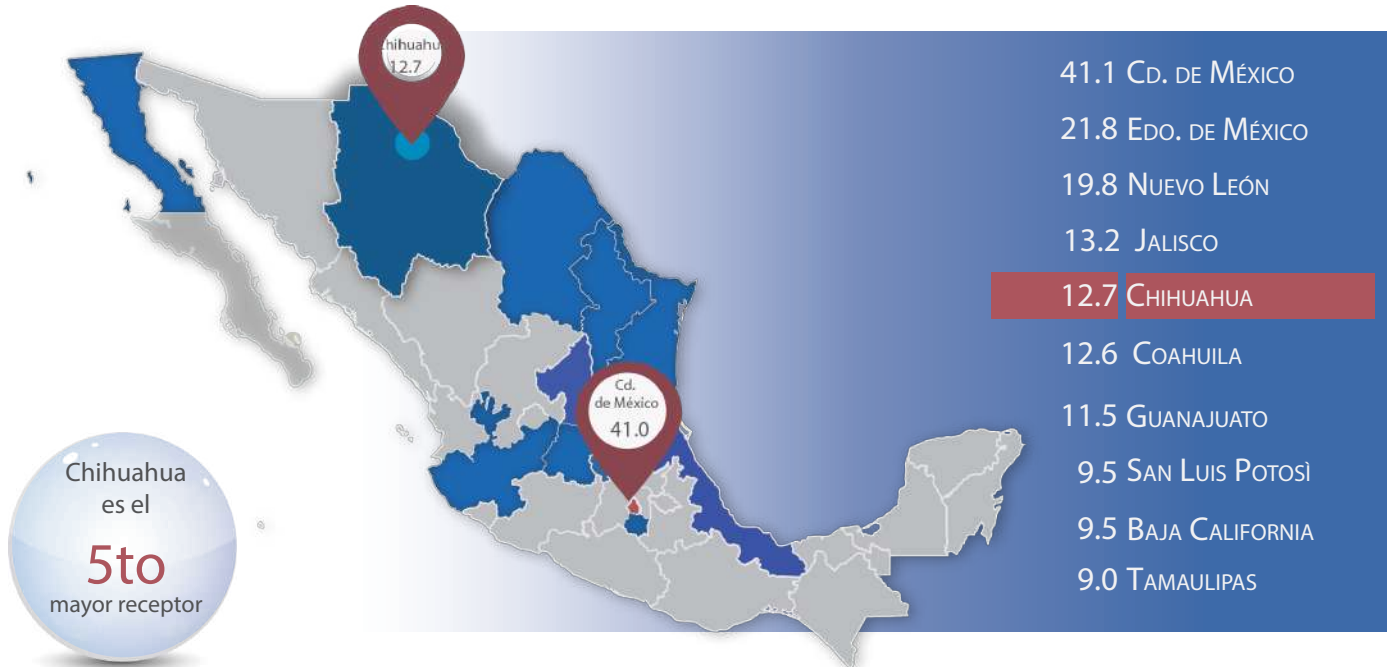 Chihuahu
12.7
Cd.
de México
41.0
41.1 Cd. de México
21.8 Edo. de México
19.8 Nuevo León
13.2 Jalisco
12.7 Chihuahua
12.6 Coahuila
11.5 Guanajuato
9.5 San Luis Potosì
9.5 Baja California
9.0 Tamaulipas
Chihuahua
es el
5to
mayor receptor